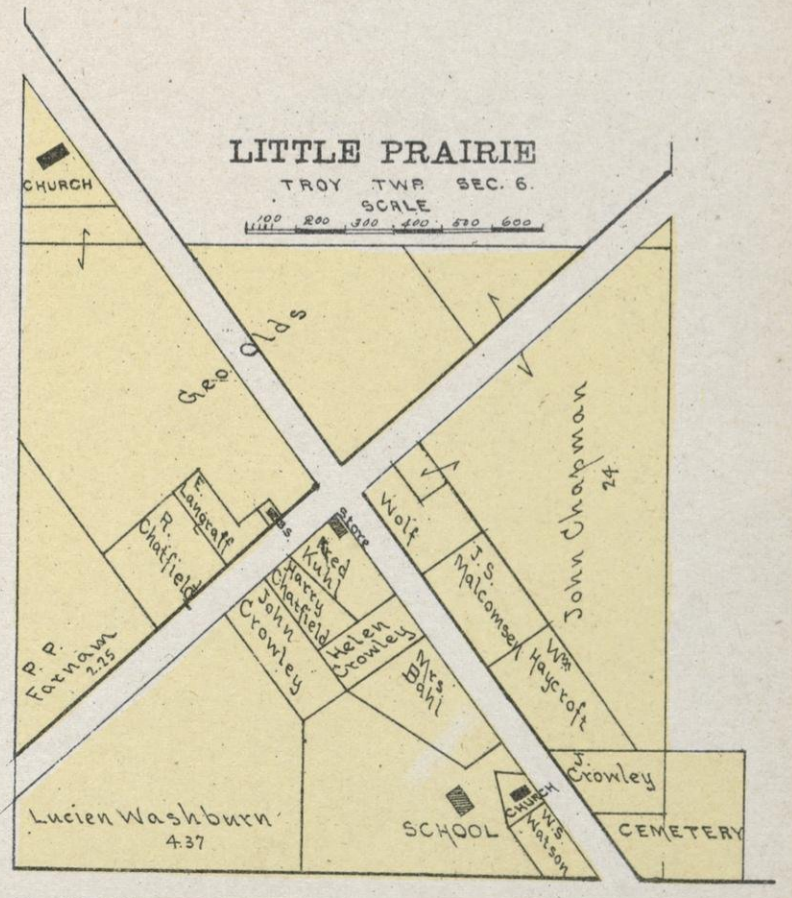 LITTLE PRAIRIE
TROY TWP. SEC. 6.
SCALE
100 200 300 400 500 600
CHURCH
Geo. Olds
John Chapman
24
E.
Langraff
R.
Chatfield
P. P.
Farnam
2.25
Store
Fred
Kuhl
Harry
Chatfield
John
Crowley
Helen
Crowley
Mrs
Bahl
Wolf
J. S.
Malcomsen
Wm
Haycroft
J.
Crowley
CEMETERY
CHURCH
W.S.
Watson
SCHOOL
Lucien Washburn
4.37